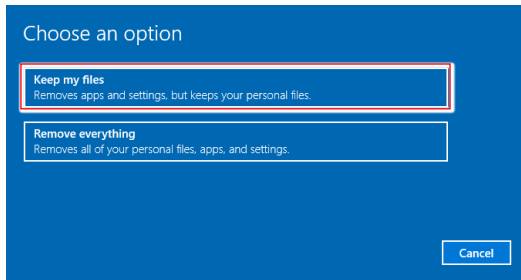 Choose an option
Keep my files
Removes apps and settings, but keeps your personal files.
Remove everything
Removes all of your personal files, apps, and settings.
Cancel